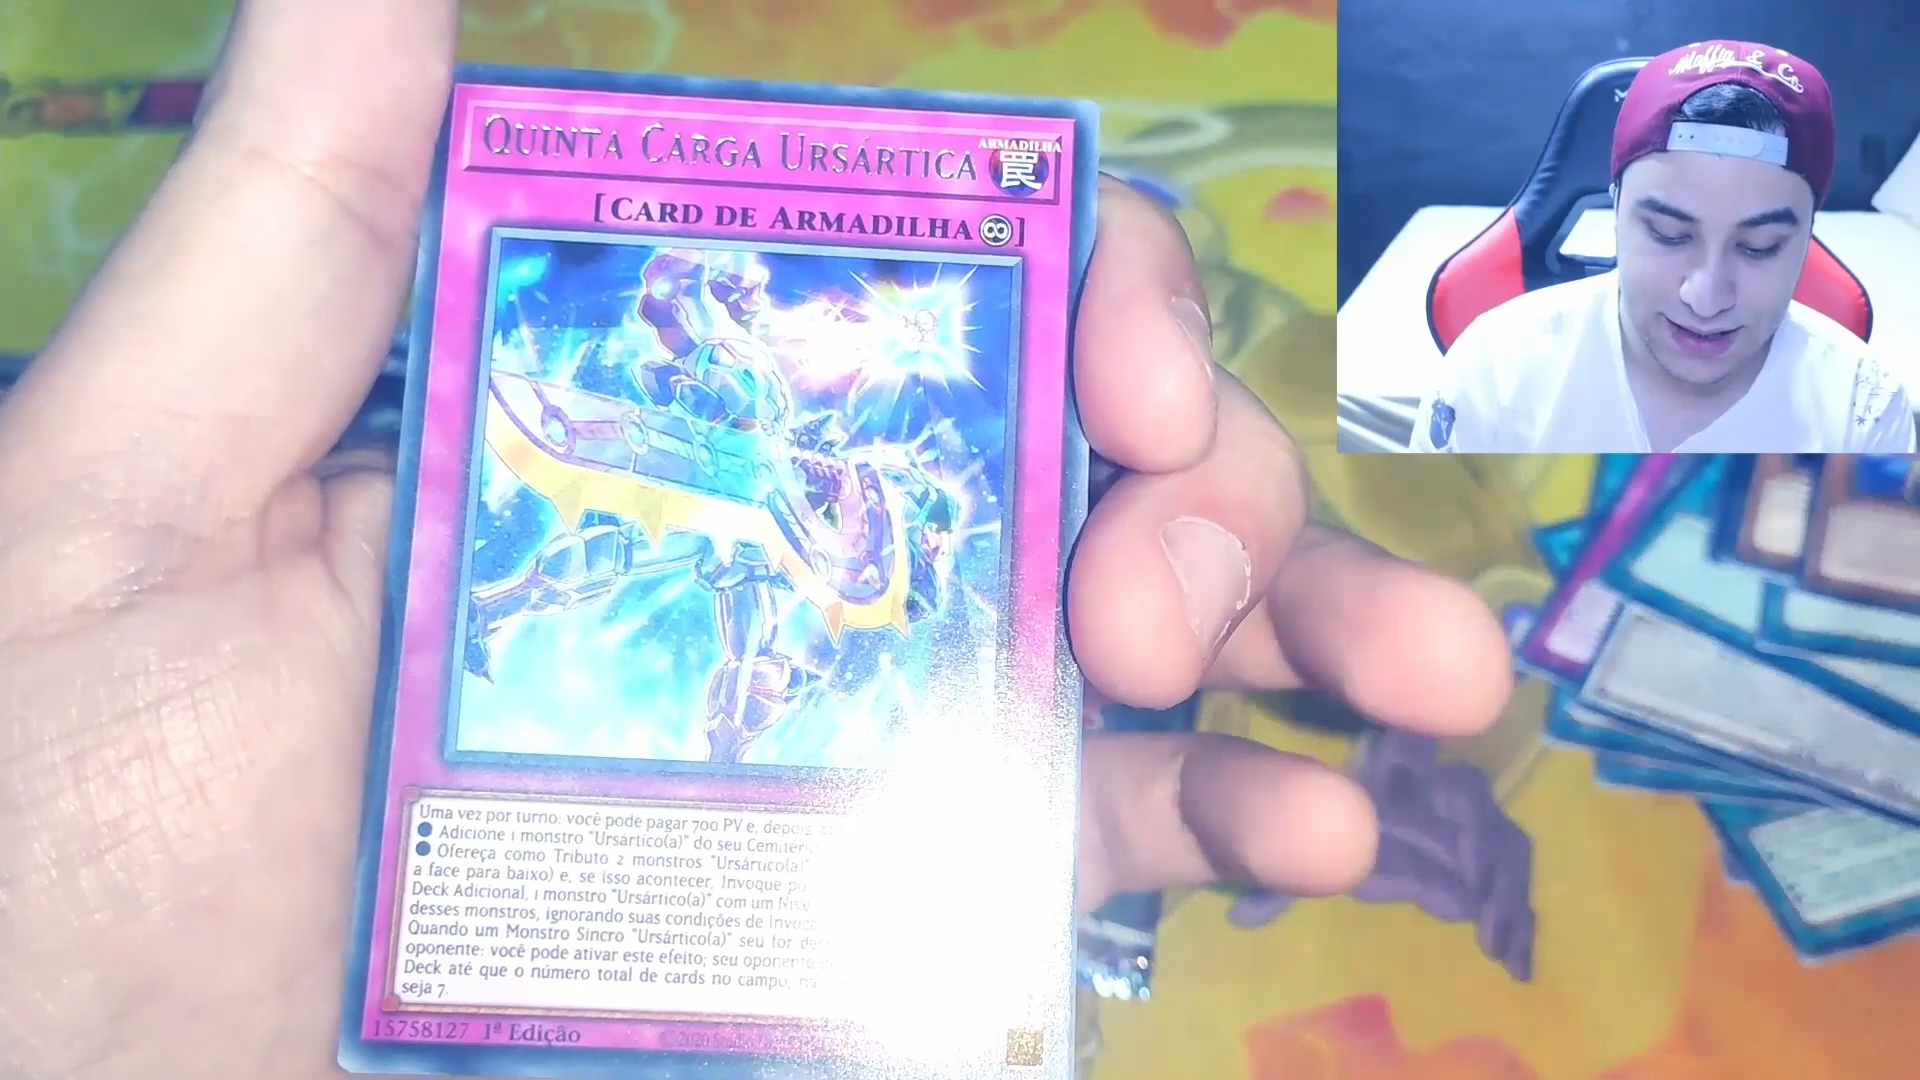 Maffia & Co.
QUINTA CARGA URSÁRTICA
ARMADILHA
罠
[CARD DE ARMADILHA ♾]
Uma vez por turno: você pode pagar 700 PV e, depois,
● Adicione 1 monstro "Ursártico(a)" do seu Cemitéri
● Ofereça como Tributo 2 monstros "Ursártico(a)"
a face para baixo) e, se isso acontecer, Invoque
Deck Adicional, 1 monstro "Ursártico(a)" com um
desses monstros, ignorando suas condições de
Quando um Monstro Sincro "Ursártico(a)" seu for
oponente: você pode ativar este efeito; seu oponente
Deck até que o número total de cards no campo,
seja 7.
15758127 1ª Edição
©2020